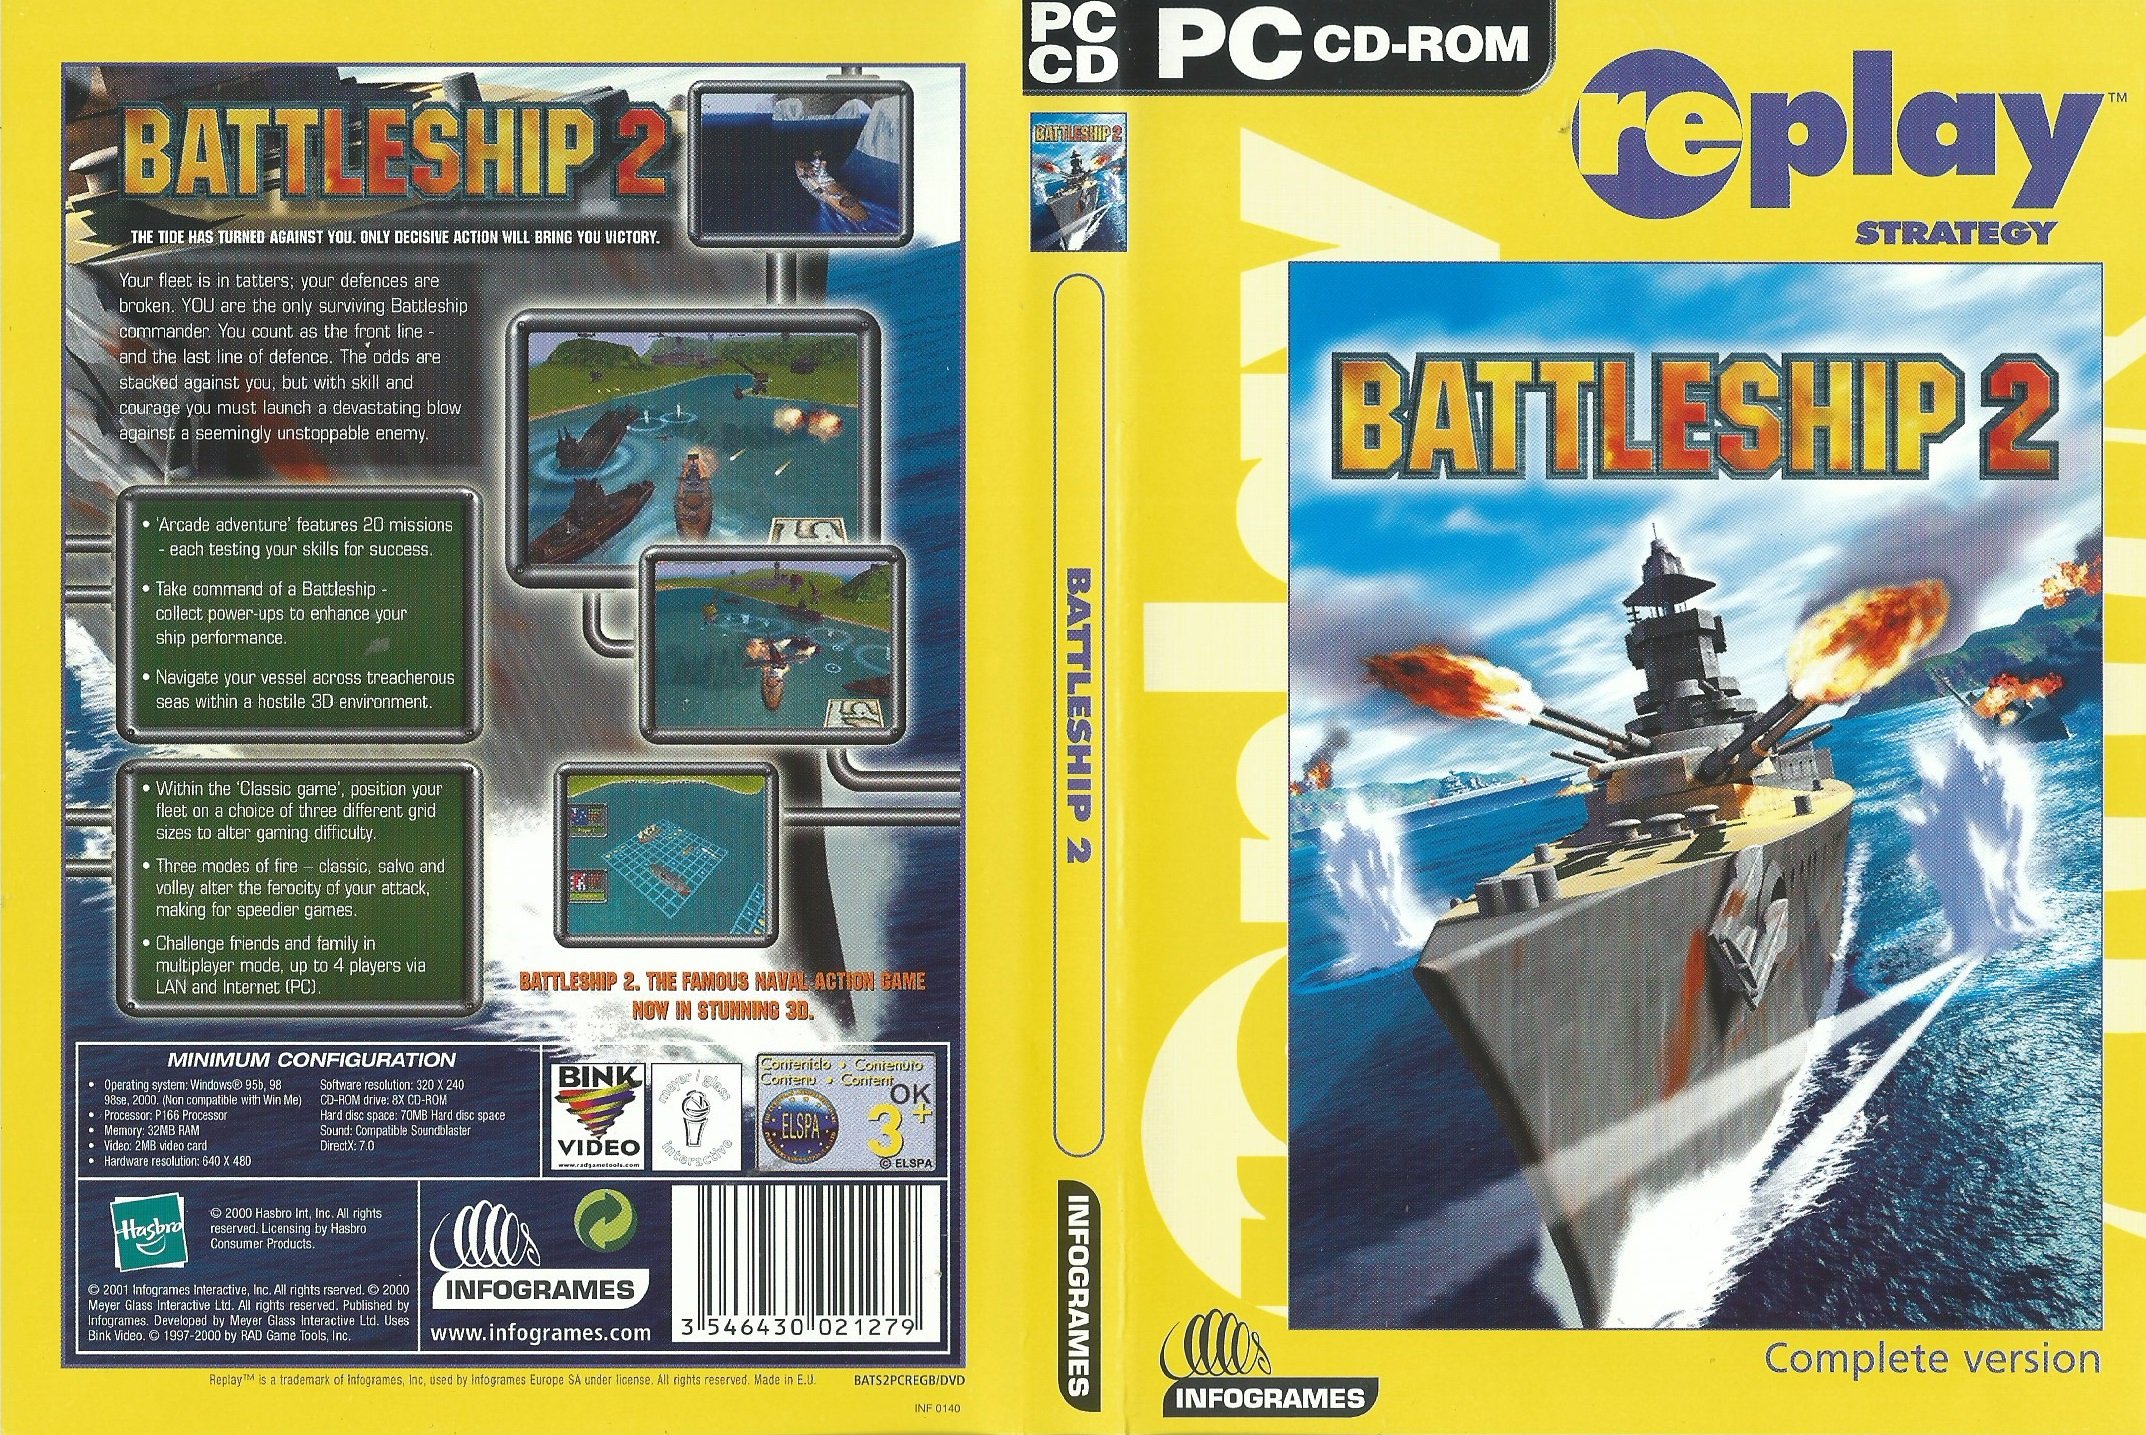 BATTLESHIP 2
THE TIDE HAS TURNED AGAINST YOU. ONLY DECISIVE ACTION WILL BRING YOU VICTORY.
Your fleet is in tatters; your defences are
broken. YOU are the only surviving Battleship
commander. You count as the front line -
and the last line of defence. The odds are
stacked against you, but with skill and
courage you must launch a devastating blow
against a seemingly unstoppable enemy.
• 'Arcade adventure' features 20 missions
- each testing your skills for success.
• Take command of a Battleship -
collect power-ups to enhance your
ship performance.
• Navigate your vessel across treacherous
seas within a hostile 3D environment.
• Within the 'Classic game', position your
fleet on a choice of three different grid
sizes to alter gaming difficulty.
• Three modes of fire – classic, salvo and
volley alter the ferocity of your attack,
making for speedier games.
• Challenge friends and family in
multiplayer mode, up to 4 players via
LAN and Internet (PC).
BATTLESHIP 2. THE FAMOUS NAVAL ACTION GAME
NOW IN STUNNING 3D.
MINIMUM CONFIGURATION
• Operating system: Windows® 95b, 98
98se, 2000. (Non compatible with Win Me)
• Processor: P166 Processor
• Memory: 32MB RAM
• Video: 2MB video card
• Hardware resolution: 640 X 480
Software resolution: 320 X 240
CD-ROM drive: 8X CD-ROM
Hard disc space: 70MB Hard disc space
Sound: Compatible Soundblaster
DirectX: 7.0
BINK
VIDEO
www.radgametools.com
meyer / glass
interactive
Contenido • Contenuto
Contenu • Content
OK
3+
ELSPA
© ELSPA
Hasbro
© 2000 Hasbro Int, Inc. All rights
reserved. Licensing by Hasbro
Consumer Products.
© 2001 Infogrames Interactive, Inc. All rights rserved. © 2000
Meyer Glass Interactive Ltd. All rights reserved. Published by
Infogrames. Developed by Meyer Glass Interactive Ltd. Uses
Bink Video. © 1997-2000 by RAD Game Tools, Inc.
INFOGRAMES
www.infogrames.com
3 546430 021279
Replay™ is a trademark of Infogrames, Inc, used by Infogrames Europe SA under license. All rights reserved. Made in E.U.
BATS2PCREGB/DVD
INF 0140
PC
CD
BATTLESHIP 2
BATTLESHIP 2
INFOGRAMES
PC CD-ROM
replay™
STRATEGY
BATTLESHIP 2
Complete version
INFOGRAMES